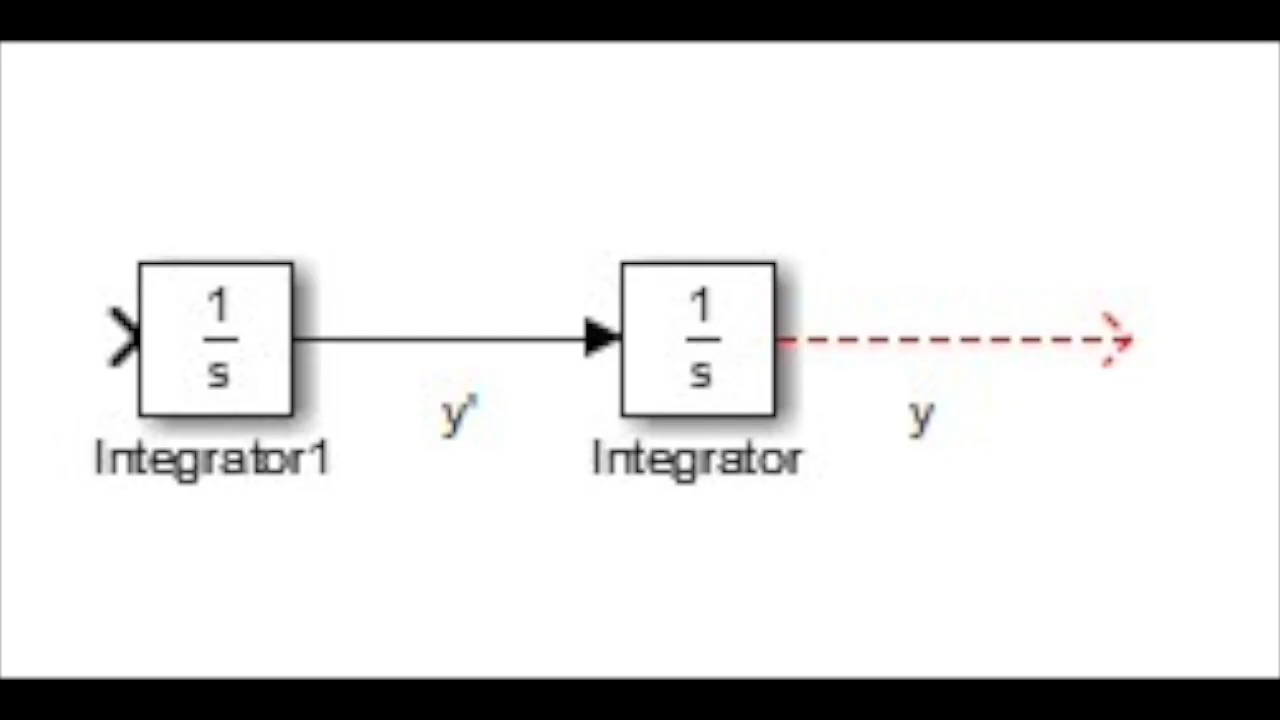 1
s
1
s
y'
y
Integrator1
Integrator